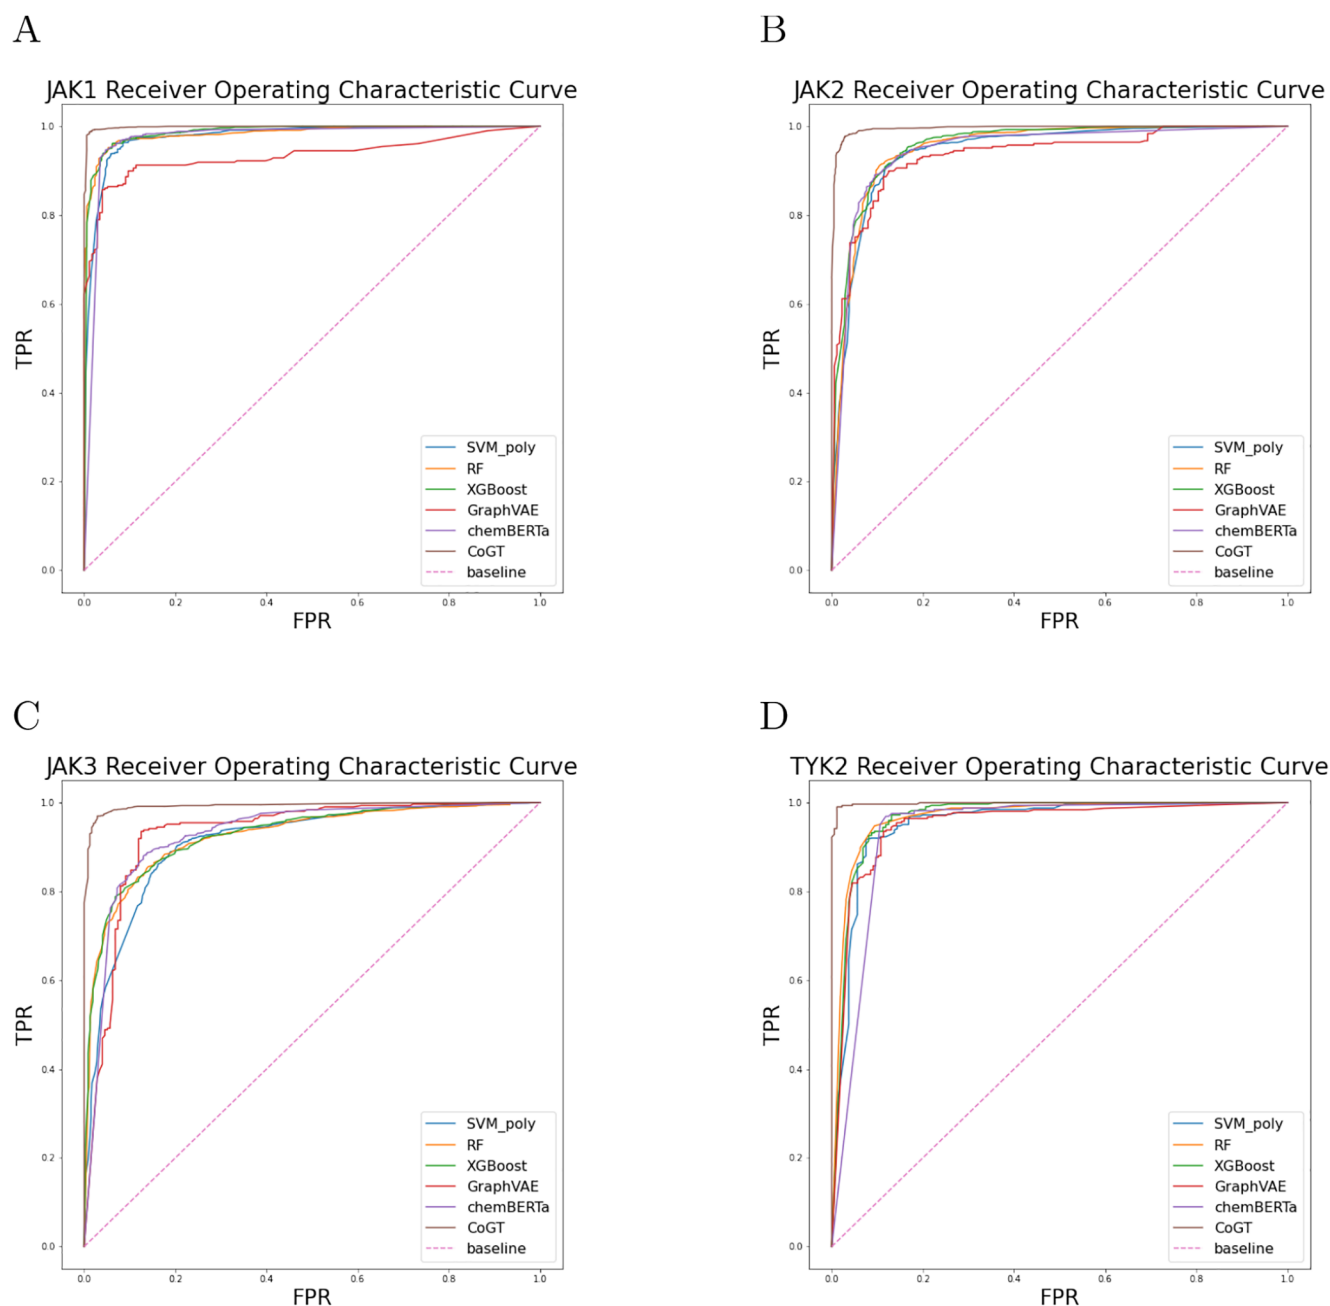 A
JAK1 Receiver Operating Characteristic Curve
1.0
0.8
0.6
0.4
0.2
0.0
TPR
0.0 0.2 0.4 0.6 0.8 1.0
FPR
SVM_poly
RF
XGBoost
GraphVAE
chemBERTa
CoGT
baseline
B
JAK2 Receiver Operating Characteristic Curve
1.0
0.8
0.6
0.4
0.2
0.0
TPR
0.0 0.2 0.4 0.6 0.8 1.0
FPR
SVM_poly
RF
XGBoost
GraphVAE
chemBERTa
CoGT
baseline
C
JAK3 Receiver Operating Characteristic Curve
1.0
0.8
0.6
0.4
0.2
0.0
TPR
0.0 0.2 0.4 0.6 0.8 1.0
FPR
SVM_poly
RF
XGBoost
GraphVAE
chemBERTa
CoGT
baseline
D
TYK2 Receiver Operating Characteristic Curve
1.0
0.8
0.6
0.4
0.2
0.0
TPR
0.0 0.2 0.4 0.6 0.8 1.0
FPR
SVM_poly
RF
XGBoost
GraphVAE
chemBERTa
CoGT
baseline